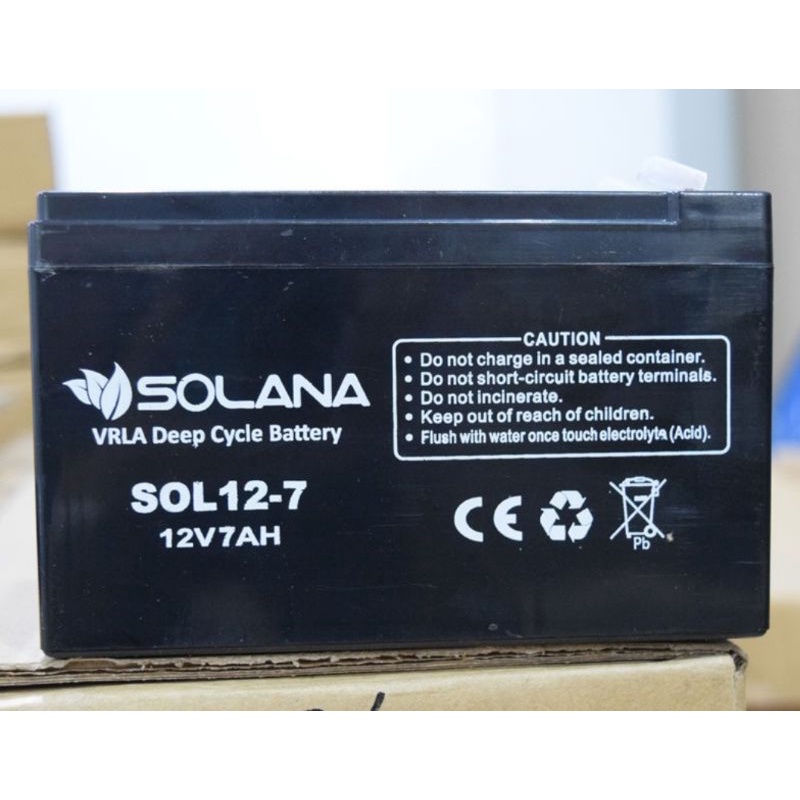 SOLANA
VRLA Deep Cycle Battery
SOL12-7
12V7AH
CAUTION
• Do not charge in a sealed container.
• Do not short-circuit battery terminals.
• Do not incinerate.
• Keep out of reach of children.
• Flush with water once touch electrolyte (Acid).
CE
Pb